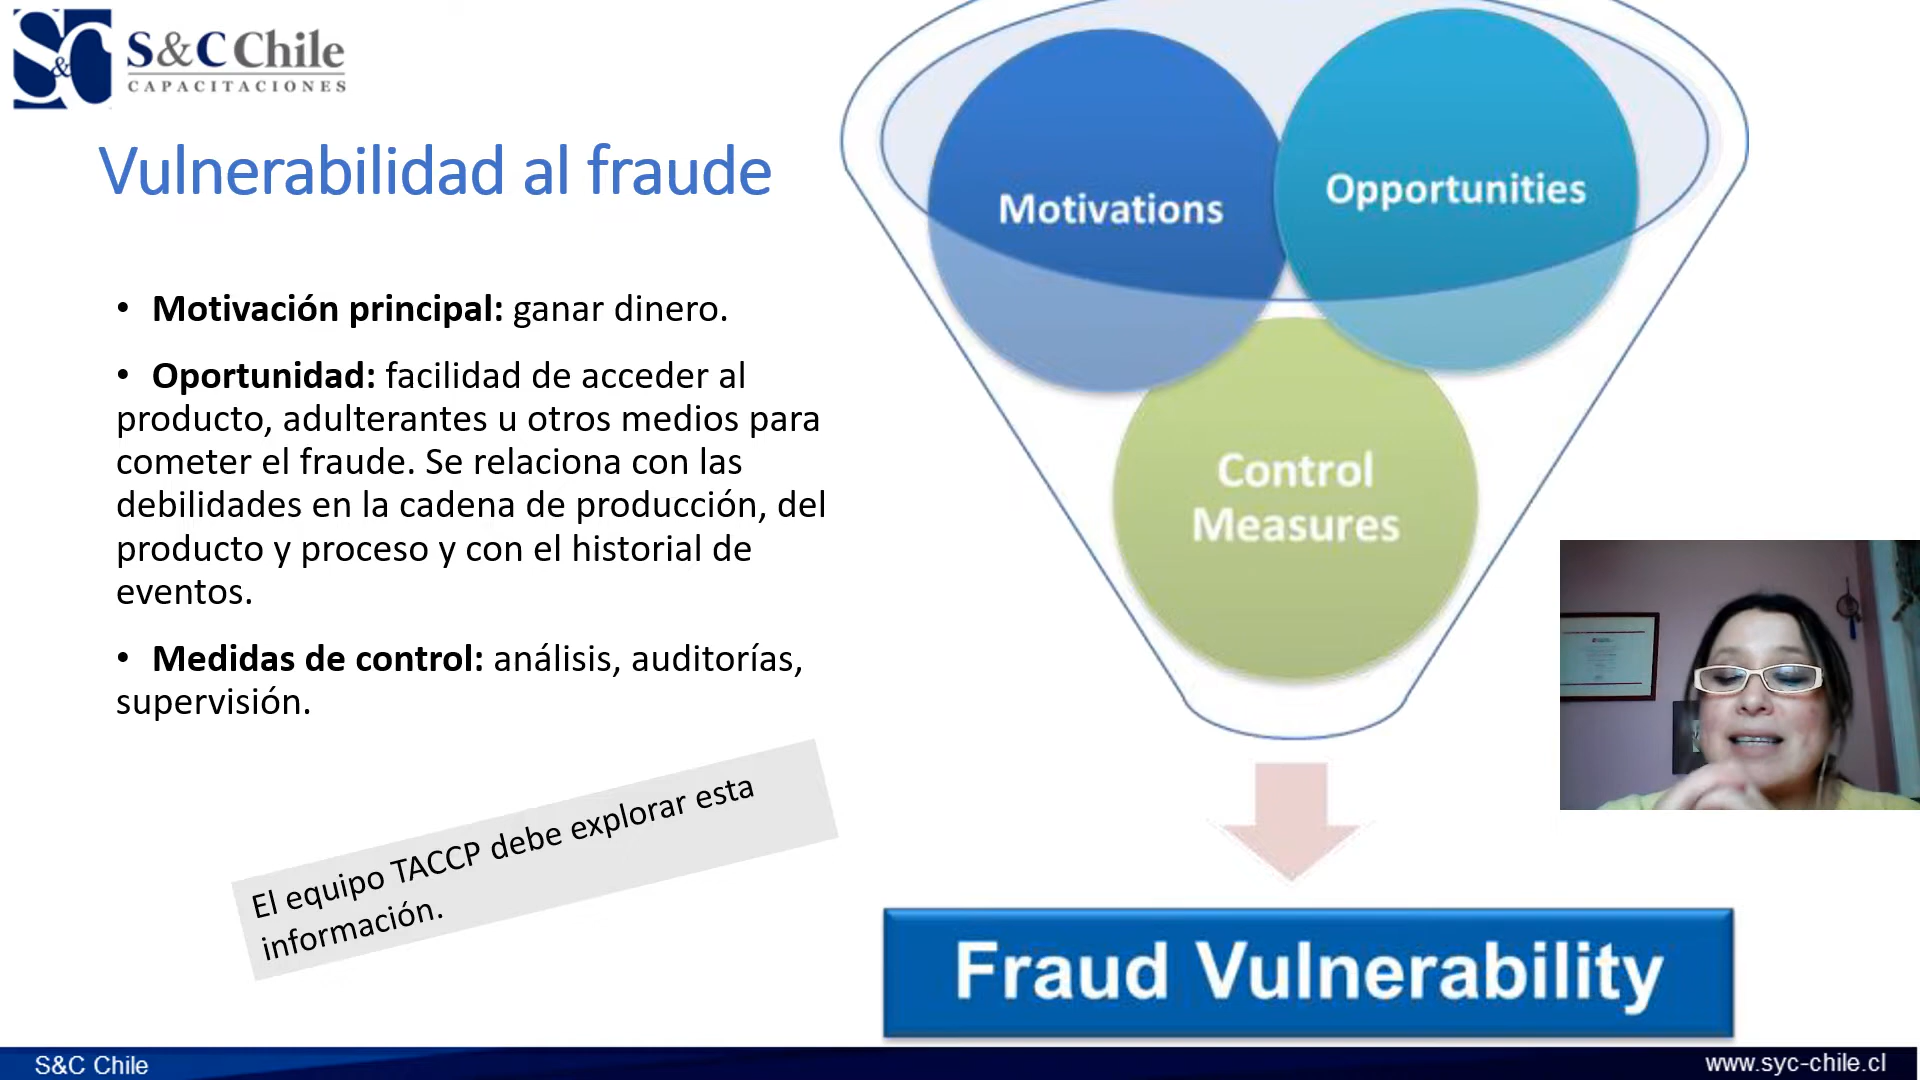 S&C Chile
CAPACITACIONES
Vulnerabilidad al fraude
• Motivación principal: ganar dinero.
• Oportunidad: facilidad de acceder al
producto, adulterantes u otros medios para
cometer el fraude. Se relaciona con las
debilidades en la cadena de producción, del
producto y proceso y con el historial de
eventos.
• Medidas de control: análisis, auditorías,
supervisión.
El equipo TACCP debe explorar esta
información.
Motivations
Opportunities
Control
Measures
Fraud Vulnerability
S&C Chile
www.syc-chile.cl